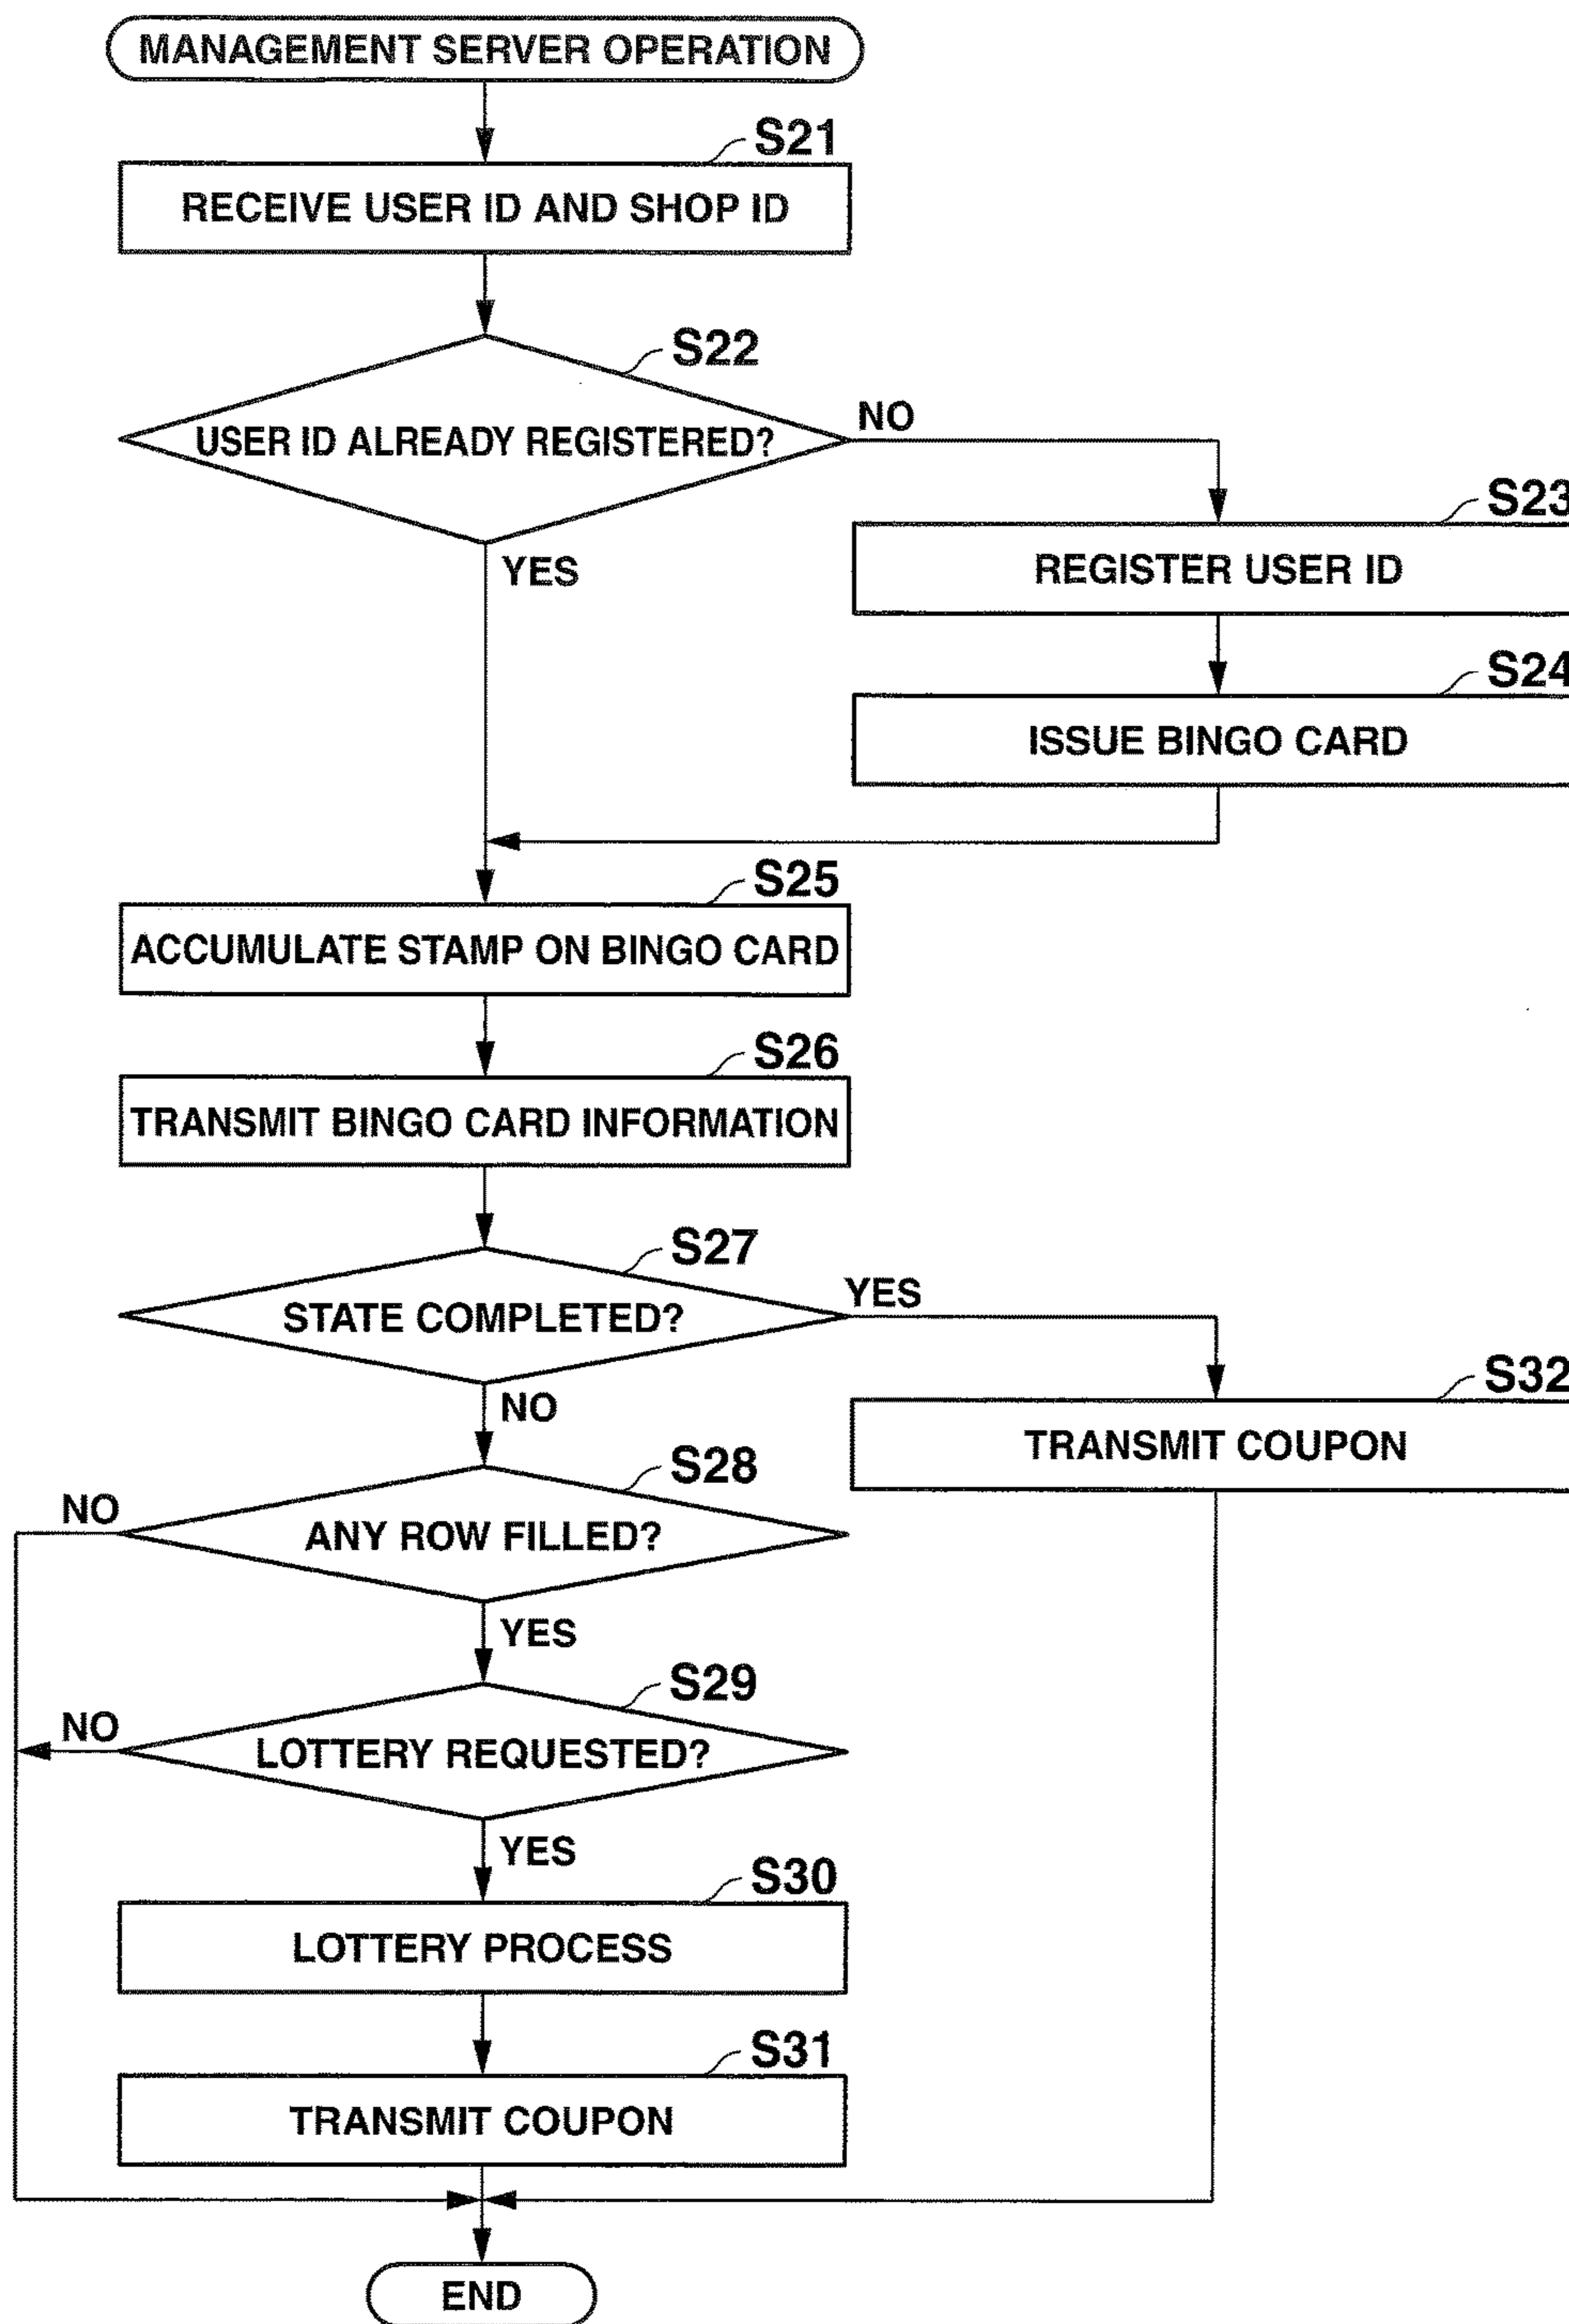 MANAGEMENT SERVER OPERATION
S21
RECEIVE USER ID AND SHOP ID
S22
USER ID ALREADY REGISTERED?
NO
YES
S23
REGISTER USER ID
S24
ISSUE BINGO CARD
S25
ACCUMULATE STAMP ON BINGO CARD
S26
TRANSMIT BINGO CARD INFORMATION
S27
STATE COMPLETED?
YES
NO
S32
TRANSMIT COUPON
S28
ANY ROW FILLED?
NO
YES
S29
LOTTERY REQUESTED?
NO
YES
S30
LOTTERY PROCESS
S31
TRANSMIT COUPON
END